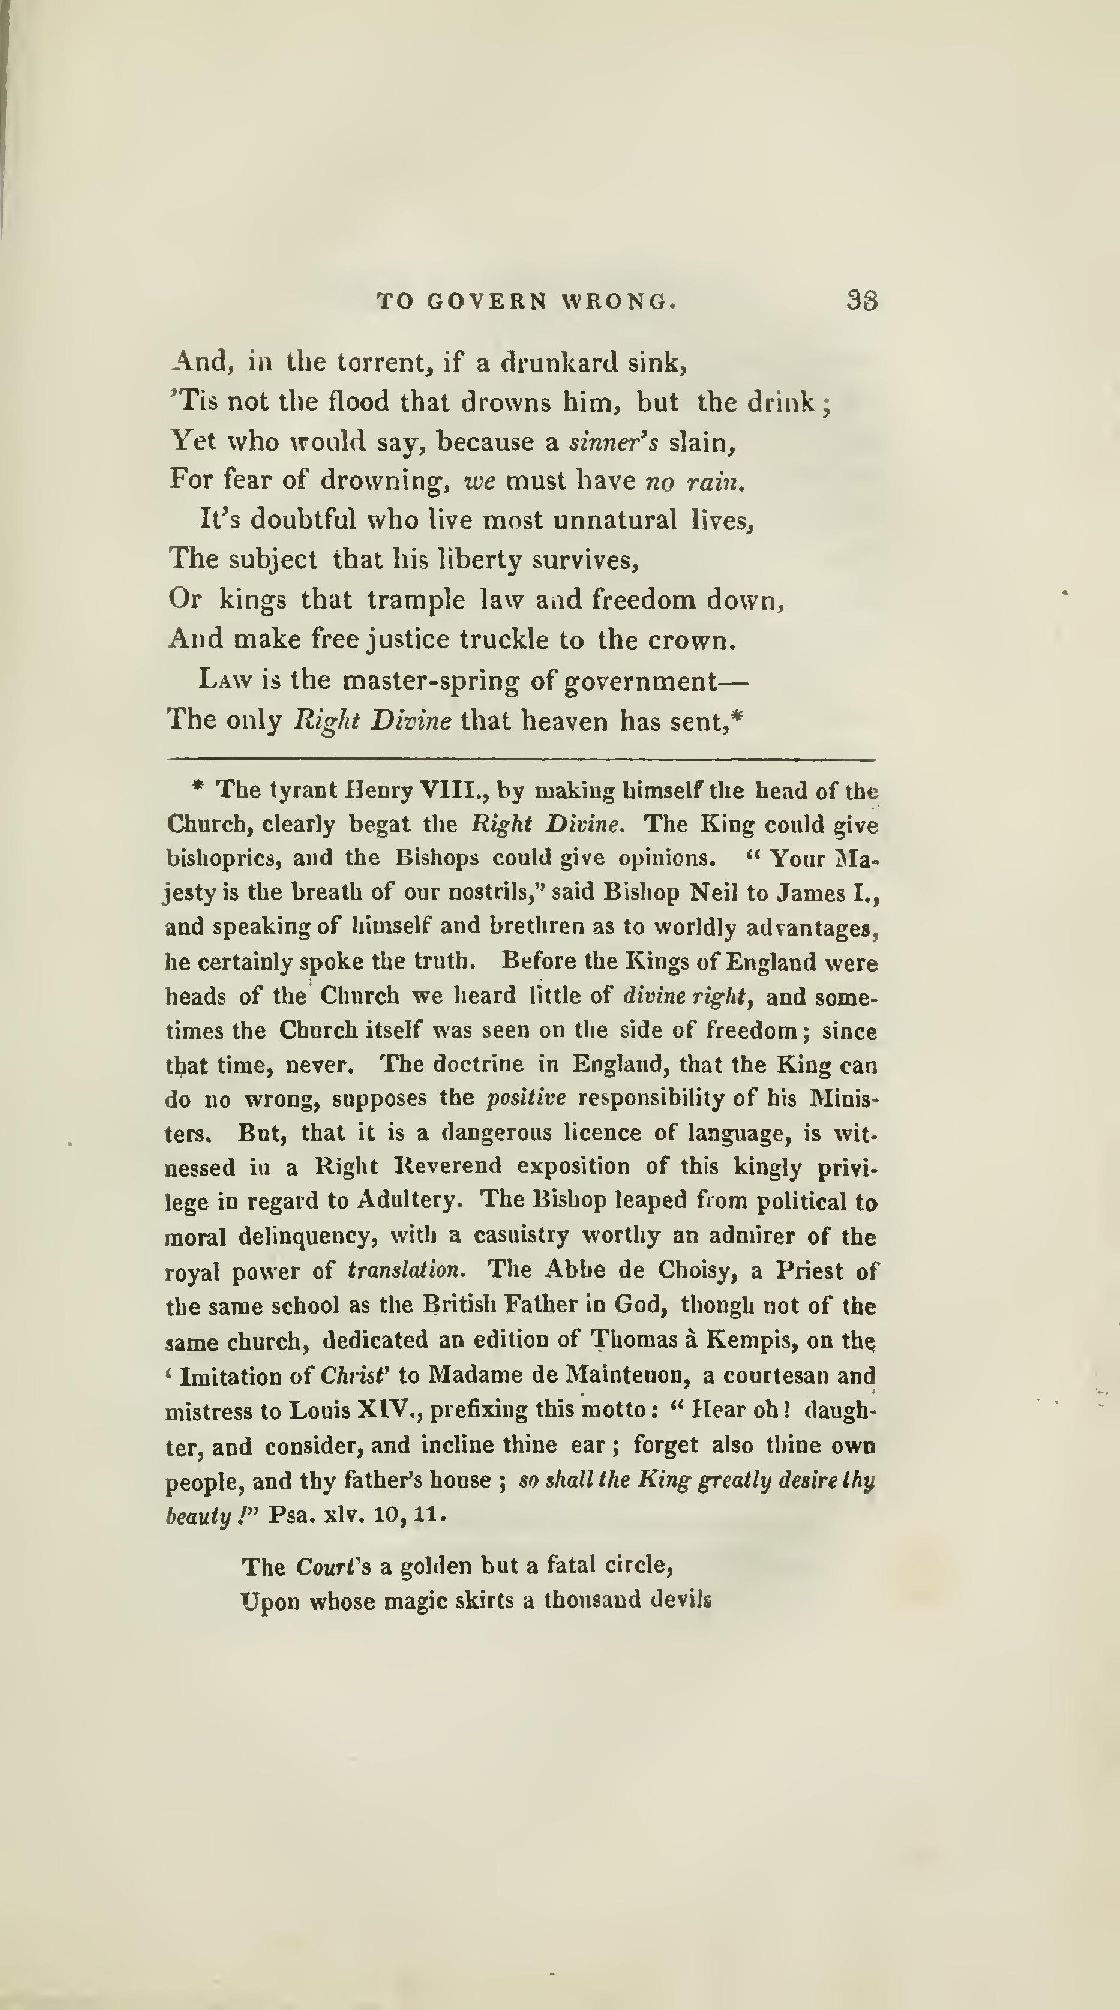 TO GOVERN WRONG. 33
And, in the torrent, if a drunkard sink,
'Tis not the flood that drowns him, but the drink;
Yet who would say, because a sinner's slain,
For fear of drowning, we must have no rain.
It's doubtful who live most unnatural lives,
The subject that his liberty survives,
Or kings that trample law and freedom down,
And make free justice truckle to the crown.
LAW is the master-spring of government—
The only Right Divine that heaven has sent,*
* The tyrant Henry VIII., by making himself the head of the
Church, clearly begat the Right Divine. The King could give
bishoprics, and the Bishops could give opinions. "Your Ma-
jesty is the breath of our nostrils," said Bishop Neil to James I.,
and speaking of himself and brethren as to worldly advantages,
he certainly spoke the truth. Before the Kings of England were
heads of the Church we heard little of divine right, and some-
times the Church itself was seen on the side of freedom; since
that time, never. The doctrine in England, that the King can
do no wrong, supposes the positive responsibility of his Minis-
ters. But, that it is a dangerous licence of language, is wit-
nessed in a Right Reverend exposition of this kingly privi-
lege in regard to Adultery. The Bishop leaped from political to
moral delinquency, with a casuistry worthy an admirer of the
royal power of translation. The Abbe de Choisy, a Priest of
the same school as the British Father in God, though not of the
same church, dedicated an edition of Thomas à Kempis, on the
'Imitation of Christ' to Madame de Maintenon, a courtesan and
mistress to Louis XIV., prefixing this motto: "Hear oh! daugh-
ter, and consider, and incline thine ear; forget also thine own
people, and thy father's house; so shall the King greatly desire thy
beauty!" Psa. xlv. 10, 11.
The Court's a golden but a fatal circle,
Upon whose magic skirts a thousand devils